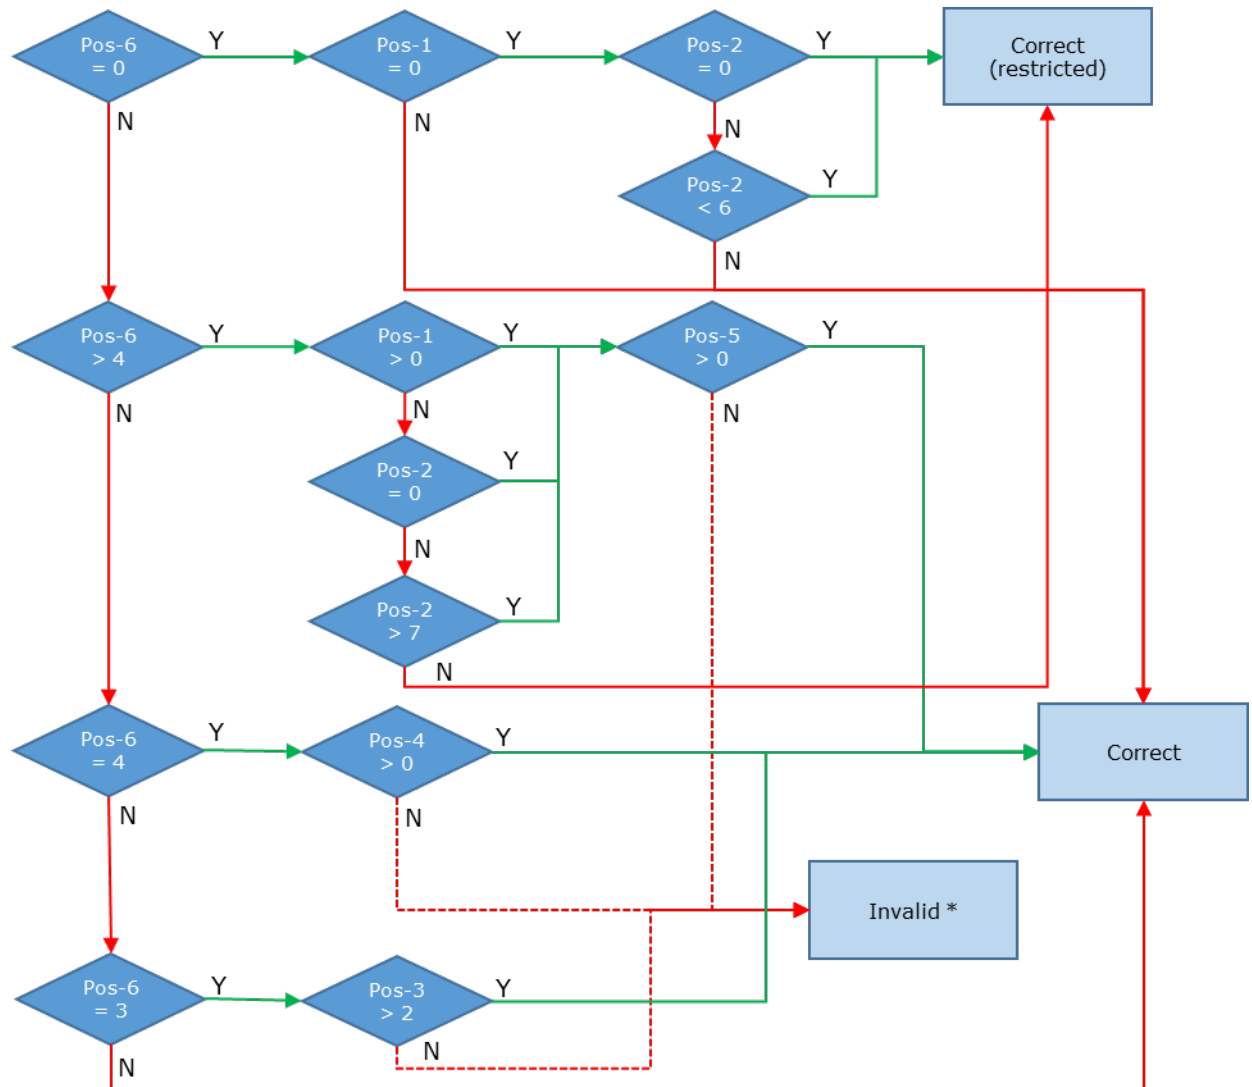 Pos-6
= 0
Y
Pos-1
= 0
Y
Pos-2
= 0
Y
Correct
(restricted)
N
N
N
Pos-2
< 6
Y
N
Pos-6
> 4
Y
Pos-1
> 0
Y
Pos-5
> 0
Y
N
N
N
Pos-2
= 0
Y
N
Pos-2
> 7
Y
N
Pos-6
= 4
Y
Pos-4
> 0
Y
Correct
N
N
Invalid *
Pos-6
= 3
Y
Pos-3
> 2
Y
N
N